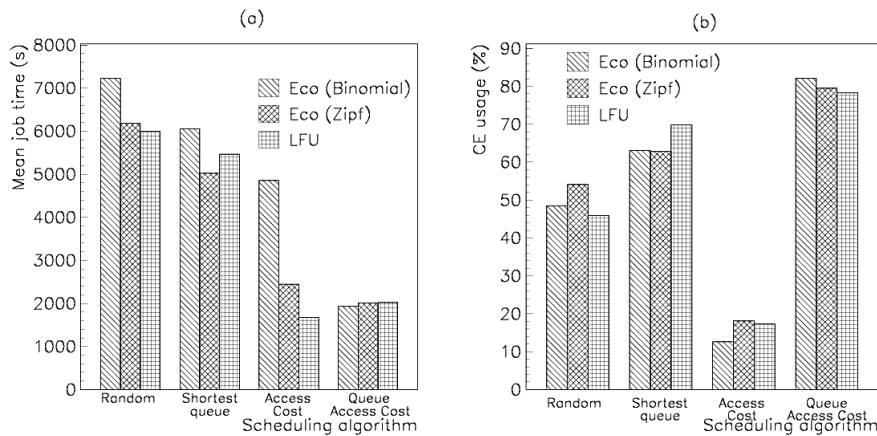 (a)
Mean job time (s)
8000
7000
6000
5000
4000
3000
2000
1000
0
Eco (Binomial)
Eco (Zipf)
LFU
Random
Shortest queue
Access Cost
Queue Access Cost
Scheduling algorithm
(b)
CE usage (%)
90
80
70
60
50
40
30
20
10
0
Eco (Binomial)
Eco (Zipf)
LFU
Random
Shortest queue
Access Cost
Queue Access Cost
Scheduling algorithm